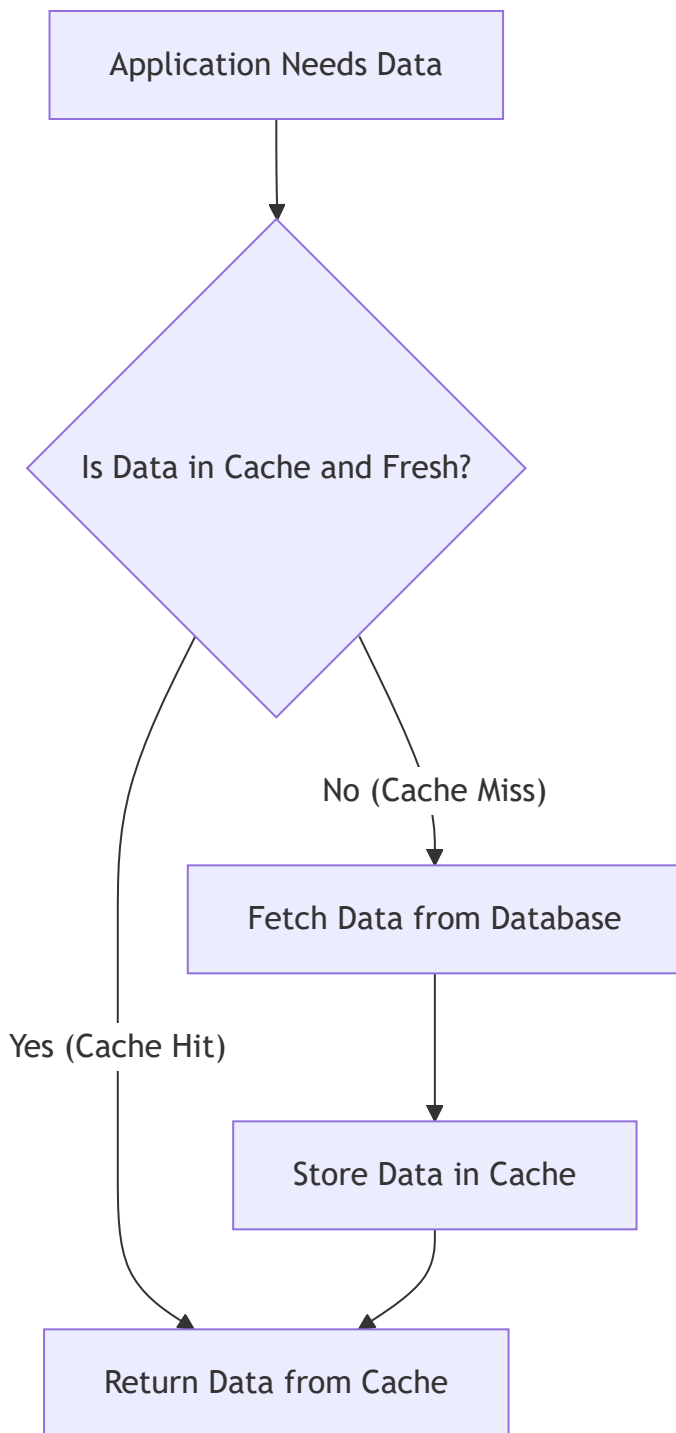 Application Needs Data
Is Data in Cache and Fresh?
No (Cache Miss)
Fetch Data from Database
Yes (Cache Hit)
Store Data in Cache
Return Data from Cache